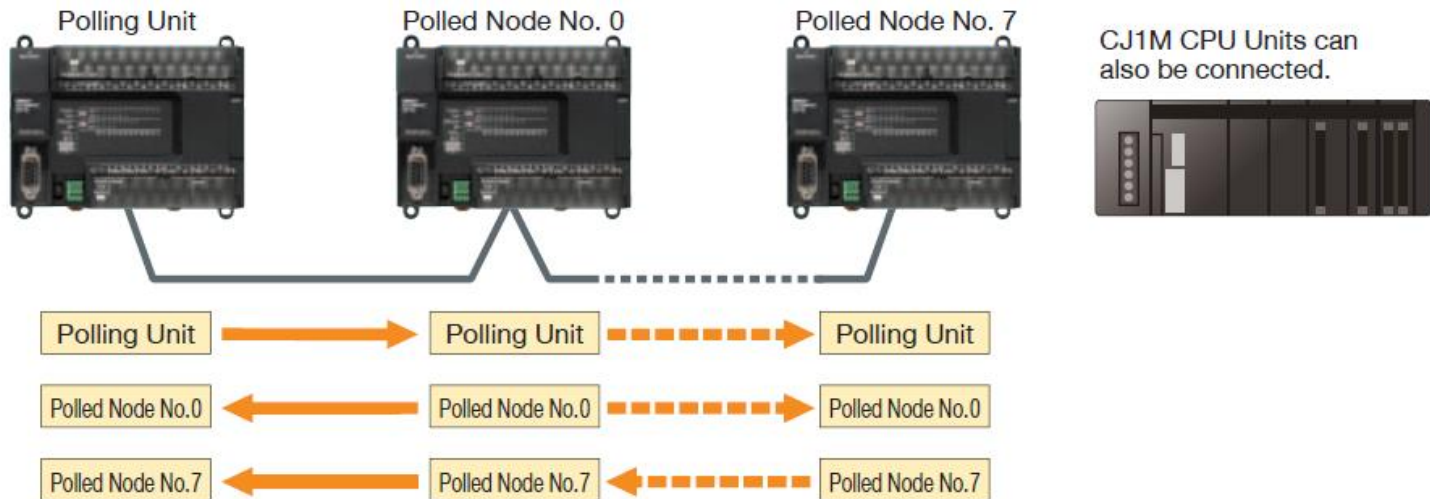 Polling Unit
Polled Node No. 0
Polled Node No. 7
CJ1M CPU Units can
also be connected.
Polling Unit
Polling Unit
Polling Unit
Polled Node No.0
Polled Node No.0
Polled Node No.0
Polled Node No.7
Polled Node No.7
Polled Node No.7